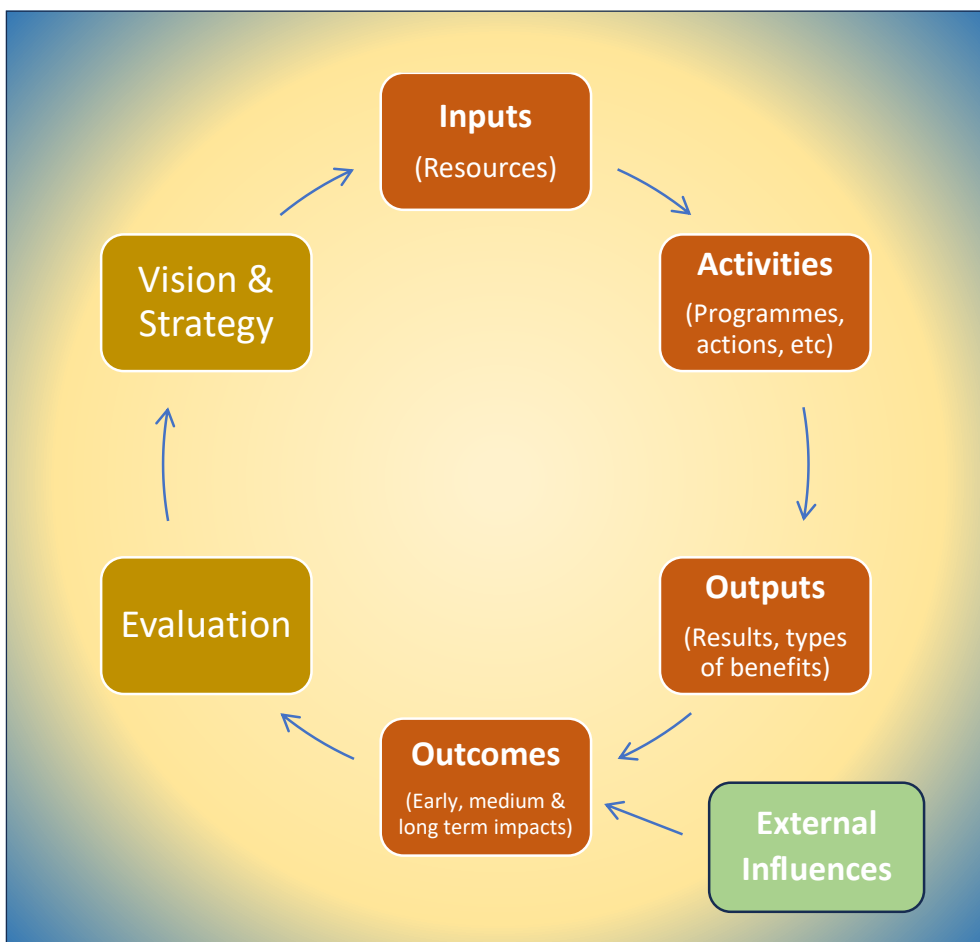 Inputs
(Resources)
Activities
(Programmes,
actions, etc)
Outputs
(Results, types
of benefits)
External
Influences
Outcomes
(Early, medium &
long term impacts)
Evaluation
Vision &
Strategy